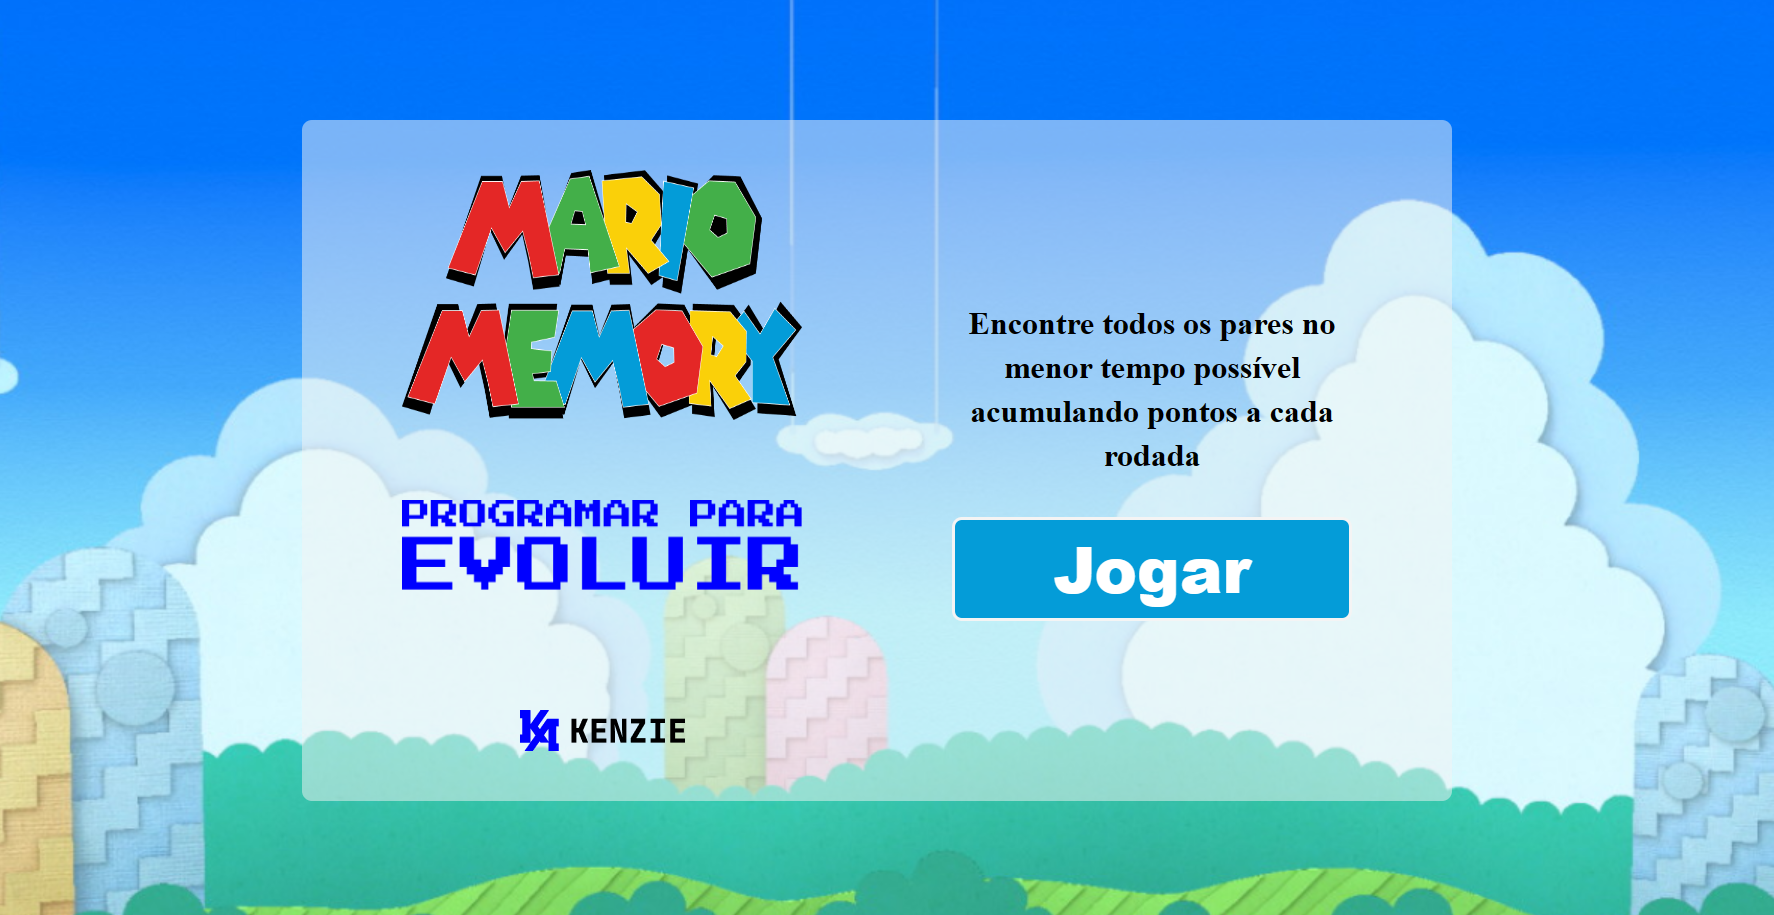 MARIO
MEMORY
PROGRAMAR PARA
EVOLUIR
KENZIE
Encontre todos os pares no
menor tempo possível
acumulando pontos a cada
rodada
Jogar